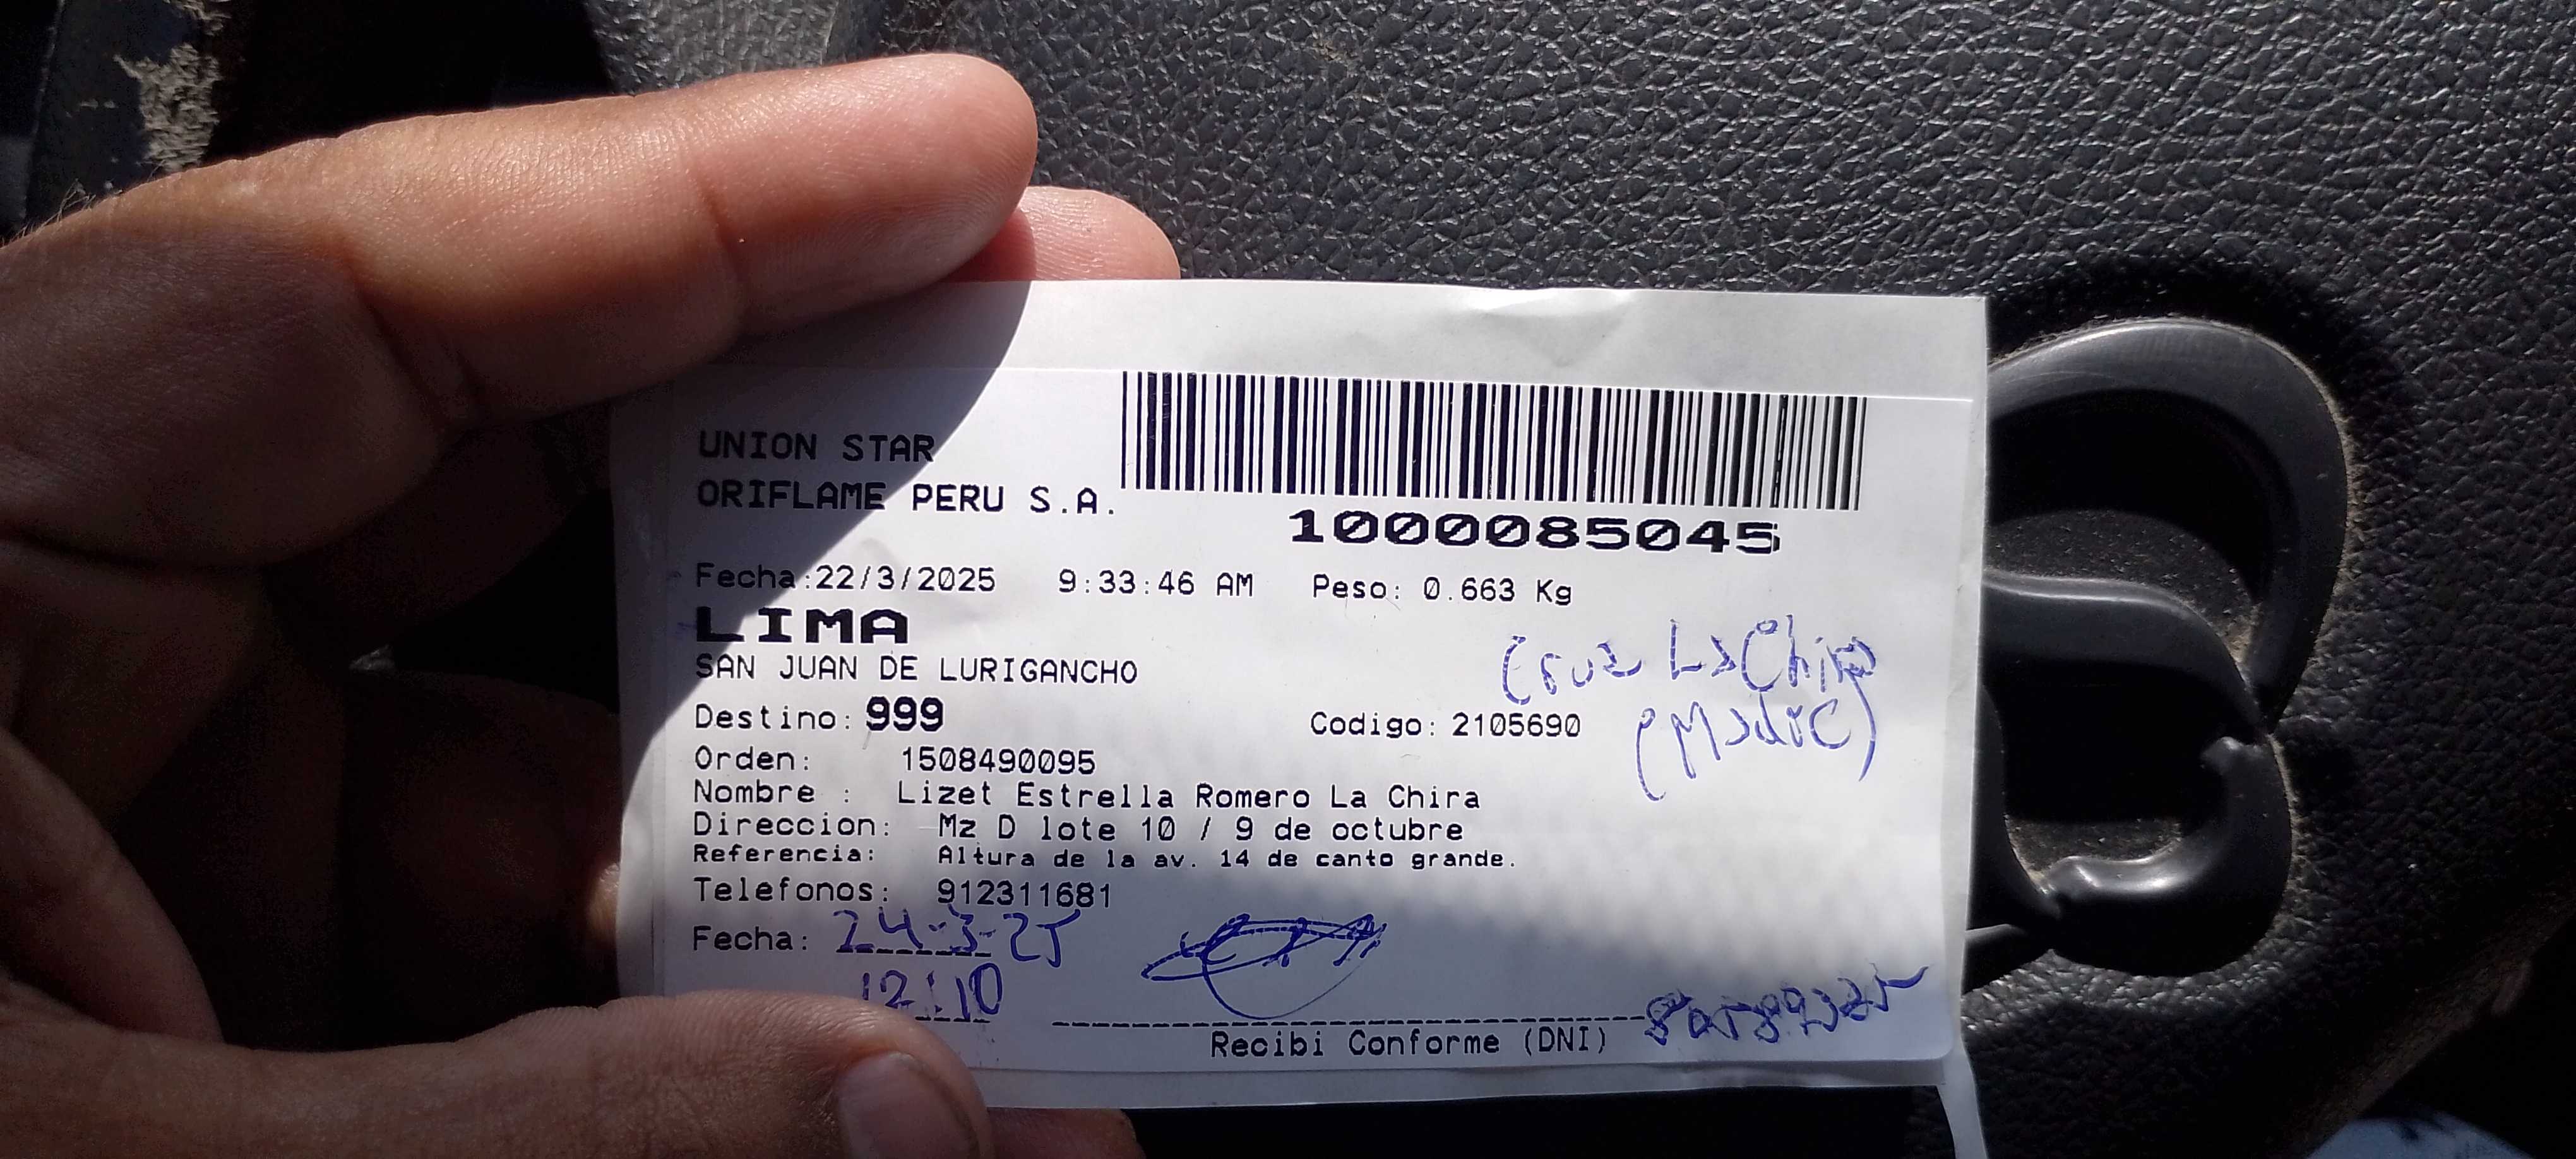 UNION STAR
ORIFLAME PERU S.A.
1000085045
Fecha:22/3/2025 9:33:46 AM Peso: 0.663 Kg
LIMA
SAN JUAN DE LURIGANCHO
Cruz La Chira
Destino: 999 Codigo: 2105690
(Madre)
Orden: 1508490095
Nombre : Lizet Estrella Romero La Chira
Direccion: Mz D lote 10 / 9 de octubre
Referencia: Altura de la av. 14 de canto grande.
Telefonos: 912311681
Fecha: 24-3-25
12:10
Recibi Conforme (DNI)